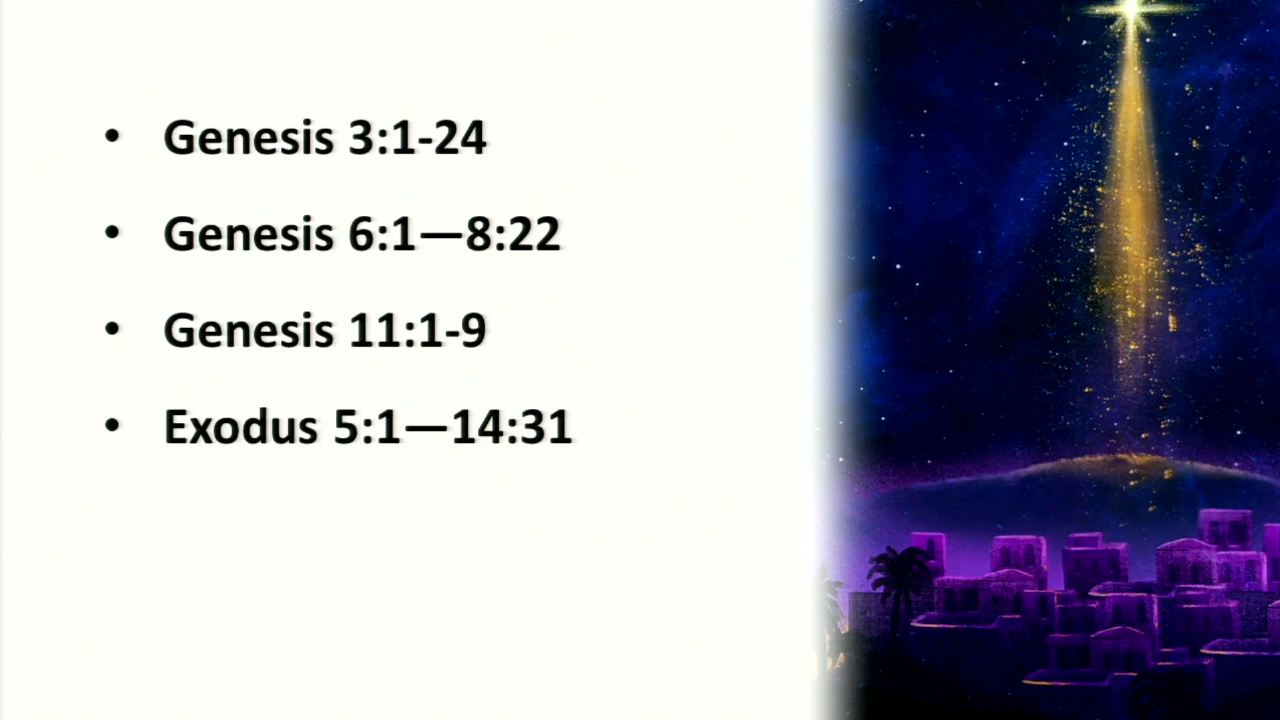 • Genesis 3:1-24
• Genesis 6:1—8:22
• Genesis 11:1-9
• Exodus 5:1—14:31